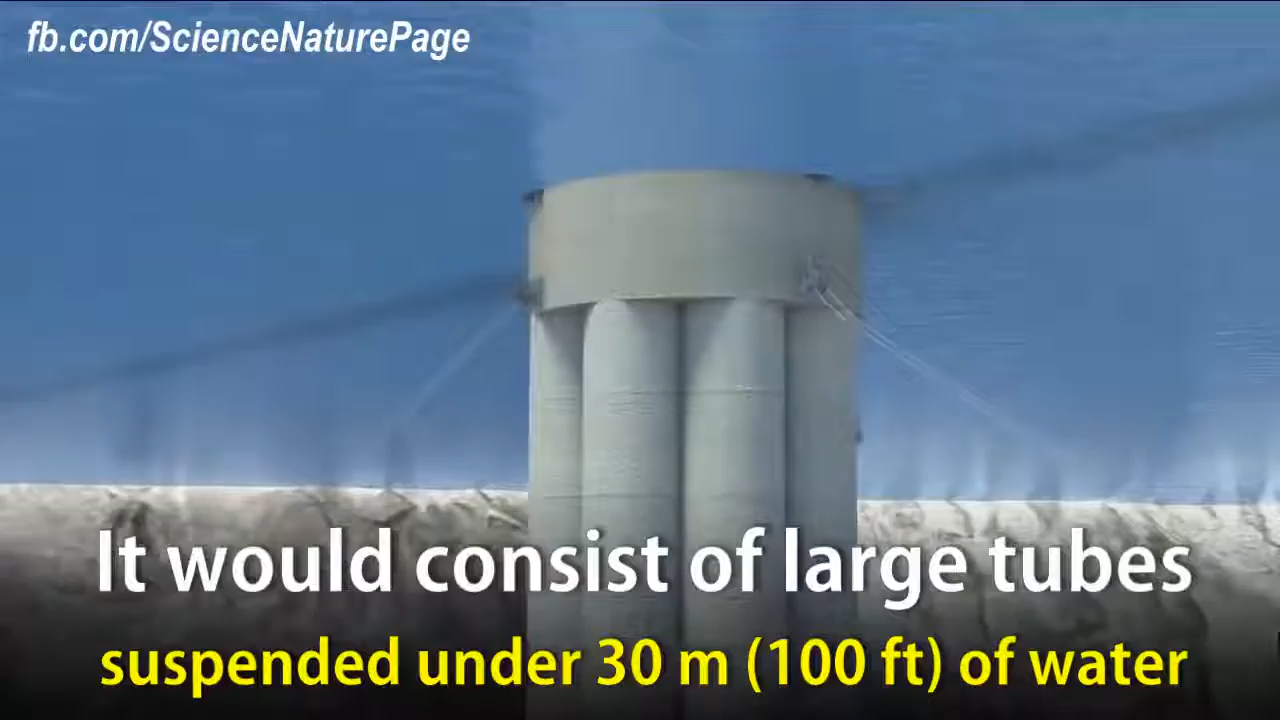 fb.com/ScienceNaturePage
It would consist of large tubes
suspended under 30 m (100 ft) of water